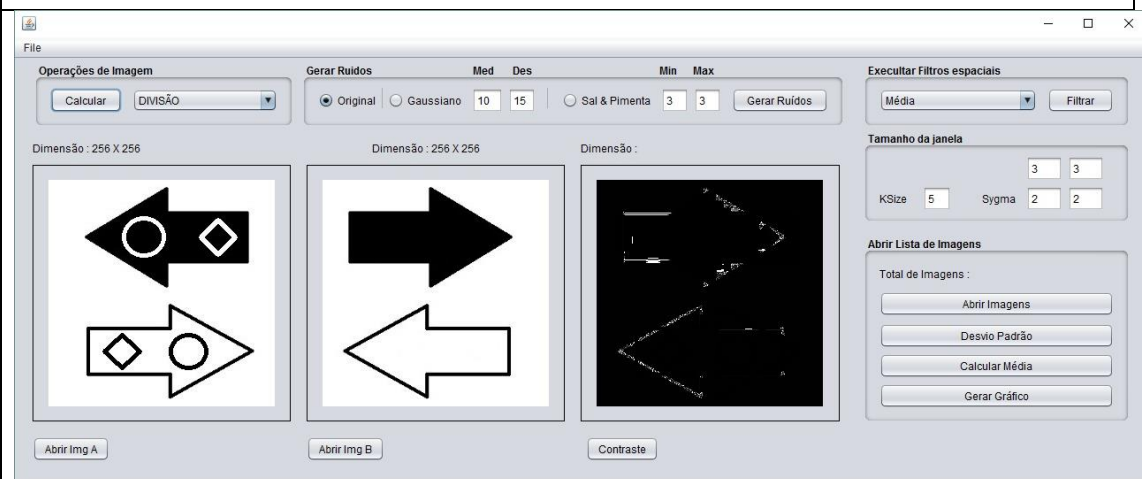 File
Operações de Imagem
Calcular DIVISÃO
Gerar Ruidos Med Des Min Max
Original Gaussiano 10 15 Sal & Pimenta 3 3 Gerar Ruídos
Execultar Filtros espaciais
Média Filtrar
Tamanho da janela
3 3
KSize 5 Sygma 2 2
Dimensão : 256 X 256 Dimensão : 256 X 256 Dimensão :
Abrir Lista de Imagens
Total de Imagens :
Abrir Imagens
Desvio Padrão
Calcular Média
Gerar Gráfico
Abrir Img A Abrir Img B Contraste